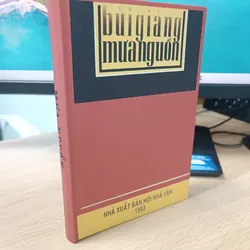 bùi giáng
mưa nguồn
NHÀ XUẤT BẢN HỘI NHÀ VĂN
1993